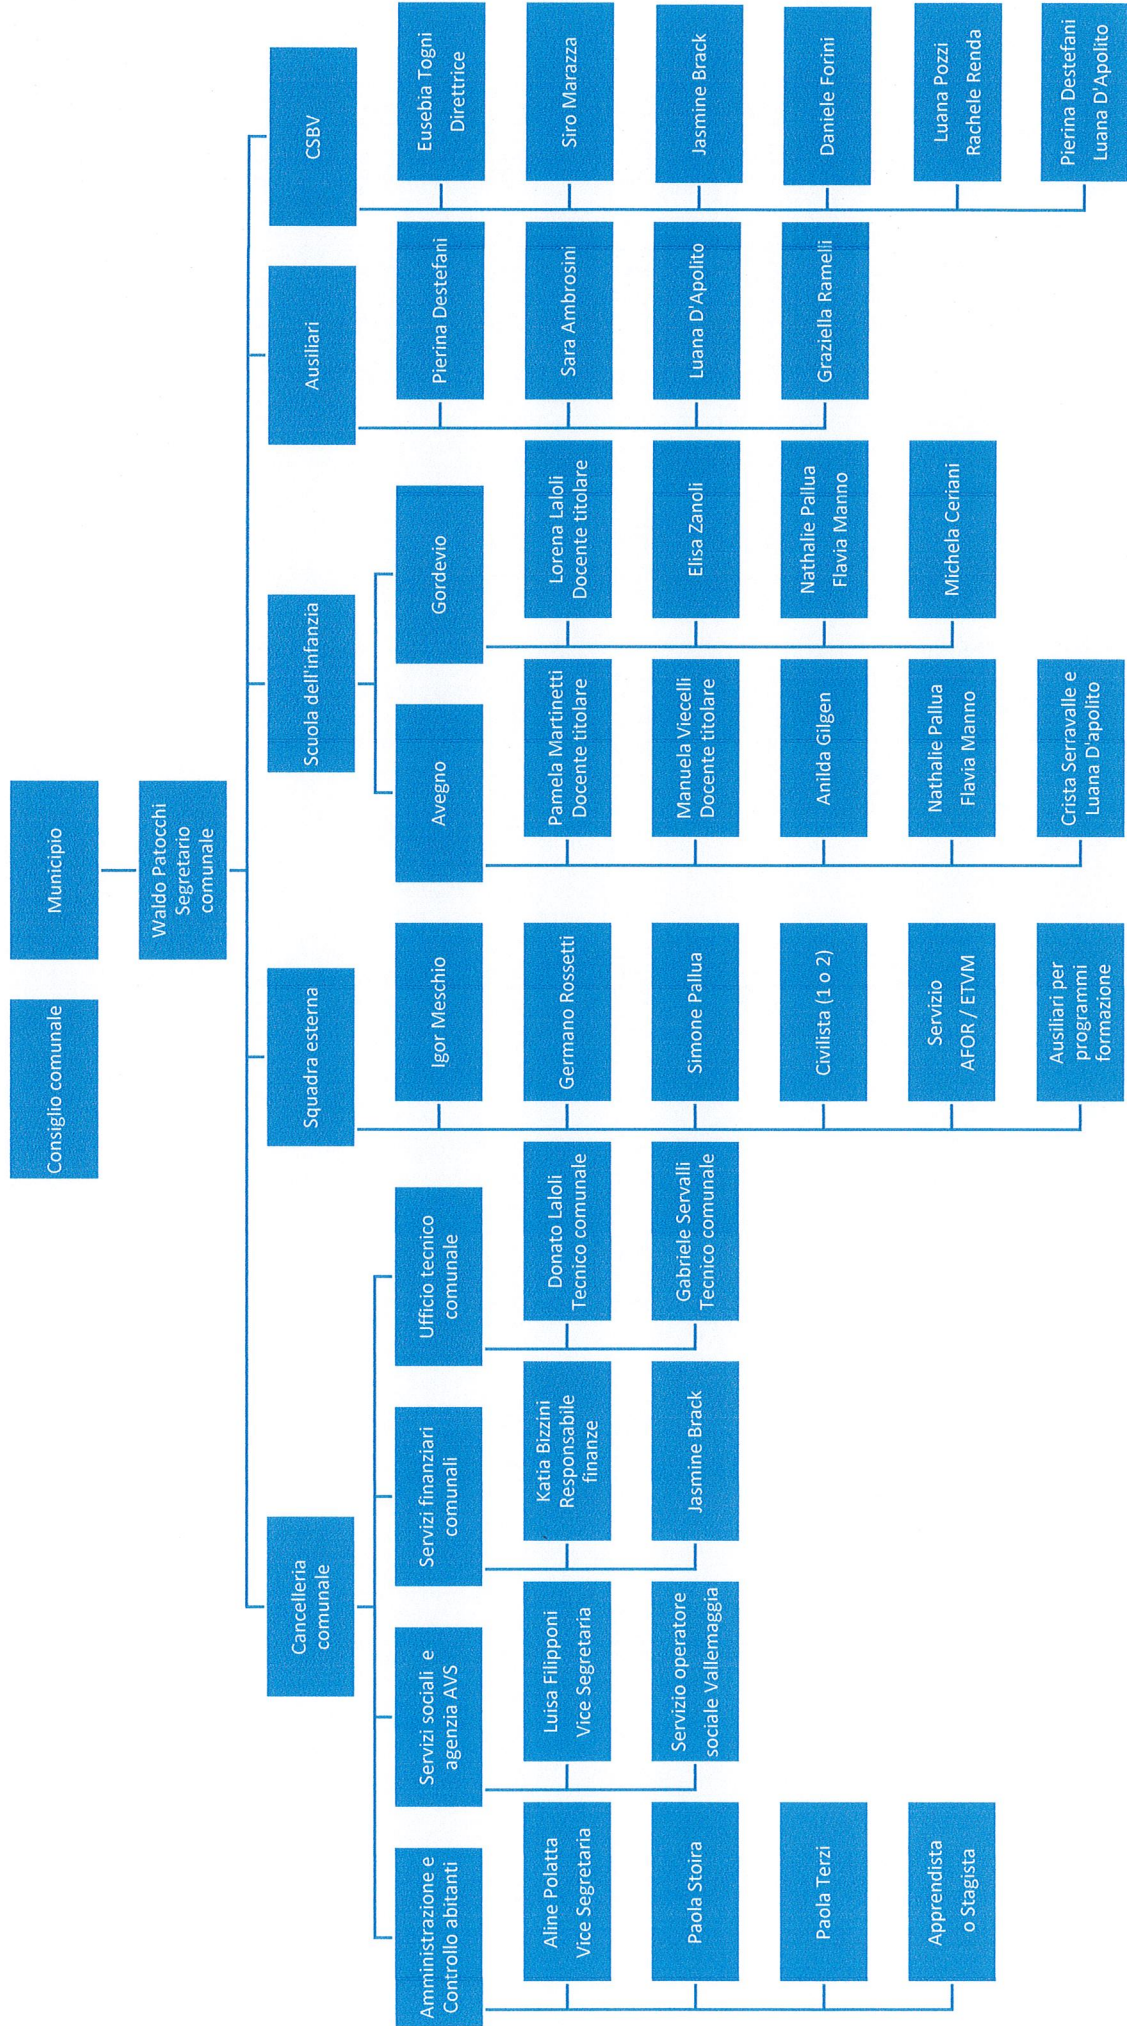 Consiglio comunale
Municipio
Waldo Patocchi
Segretario
comunale
Cancelleria
comunale
Amministrazione e
Controllo abitanti
Aline Polatta
Vice Segretaria
Paola Stoira
Paola Terzi
Apprendista
o Stagista
Servizi sociali e
agenzia AVS
Luisa Filipponi
Vice Segretaria
Servizio operatore
sociale Vallemaggia
Servizi finanziari
comunali
Katia Bizzini
Responsabile
finanze
Jasmine Brack
Ufficio tecnico
comunale
Donato Laloli
Tecnico comunale
Gabriele Servalli
Tecnico comunale
Squadra esterna
Igor Meschio
Germano Rossetti
Simone Pallua
Civilista (1 o 2)
Servizio
AFOR / ETVM
Ausiliari per
programmi
formazione
Scuola dell'infanzia
Avegno
Pamela Martinetti
Docente titolare
Manuela Viecelli
Docente titolare
Anilda Gilgen
Nathalie Pallua
Flavia Manno
Crista Serravalle e
Luana D'apolito
Gordevio
Lorena Laloli
Docente titolare
Elisa Zanoli
Nathalie Pallua
Flavia Manno
Michela Ceriani
Ausiliari
Pierina Destefani
Sara Ambrosini
Luana D'Apolito
Graziella Ramelli
CSBV
Eusebia Togni
Direttrice
Siro Marazza
Jasmine Brack
Daniele Forini
Luana Pozzi
Rachele Renda
Pierina Destefani
Luana D'Apolito